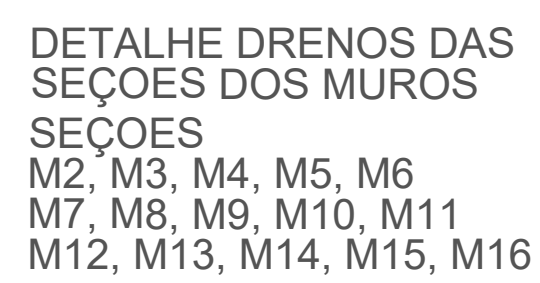 DETALHE DRENOS DAS
SEÇOES DOS MUROS
SEÇOES
M2, M3, M4, M5, M6
M7, M8, M9, M10, M11
M12, M13, M14, M15, M16